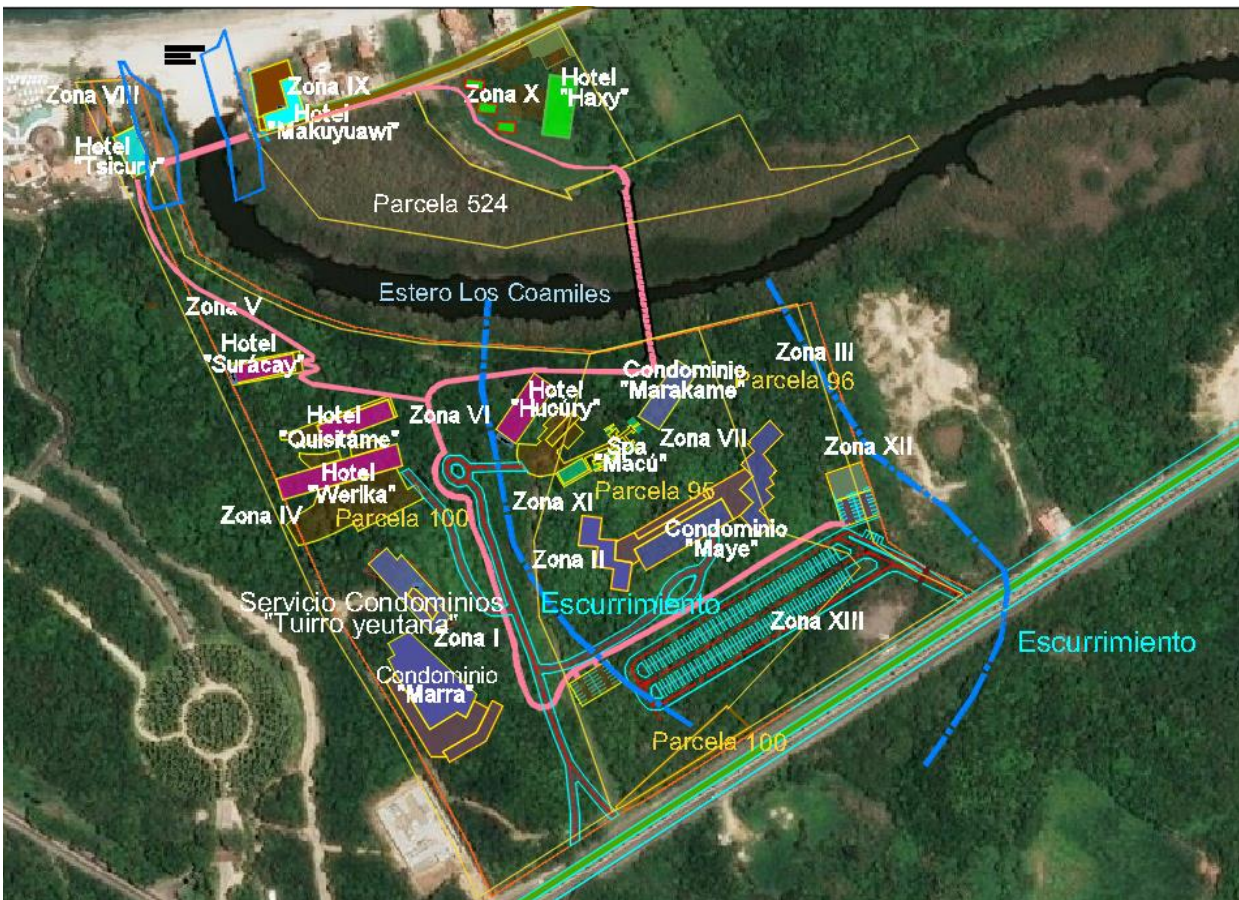 Zona VIII
Hotel
"Tsicury"
Zona IX
Hotel
"Makuyuawi"
Zona X
Hotel
"Haxy"
Parcela 524
Estero Los Coamiles
Zona V
Hotel
"Surácay"
Zona III
Parcela 96
Condominio
"Marakame"
Hotel
"Hucúry"
Zona VI
Hotel
"Quisitáme"
Zona VII
Zona XII
Spa
"Macú"
Hotel
"Werika"
Parcela 95
Zona XI
Zona IV
Parcela 100
Condominio
"Maye"
Zona II
Servicio Condominios
"Tuirro yeutana"
Escurrimiento
Zona I
Zona XIII
Escurrimiento
Condominio
"Marra"
Parcela 100